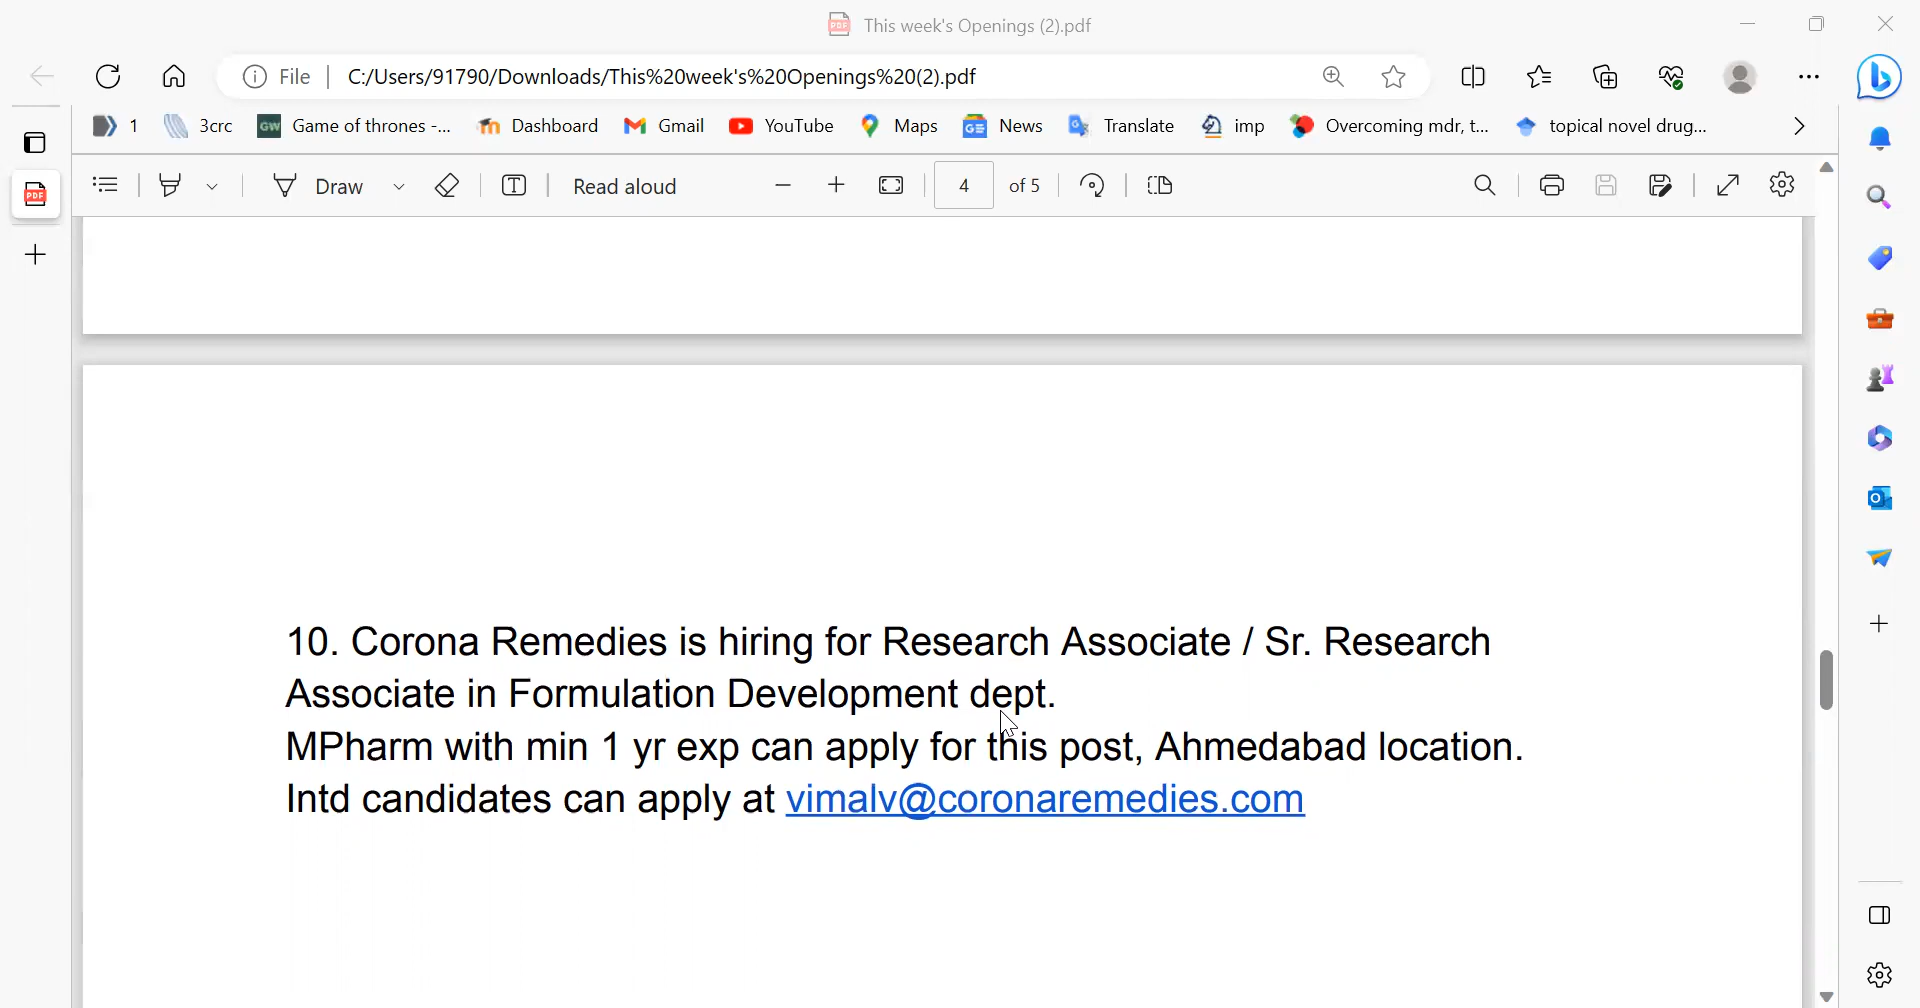 This week's Openings (2).pdf
File C:/Users/91790/Downloads/This%20week's%20Openings%20(2).pdf
1 3crc Game of thrones -... Dashboard Gmail YouTube Maps News Translate imp Overcoming mdr, t... topical novel drug...
Draw Read aloud 4 of 5
10. Corona Remedies is hiring for Research Associate / Sr. Research
Associate in Formulation Development dept.
MPharm with min 1 yr exp can apply for this post, Ahmedabad location.
Intd candidates can apply at vimalv@coronaremedies.com